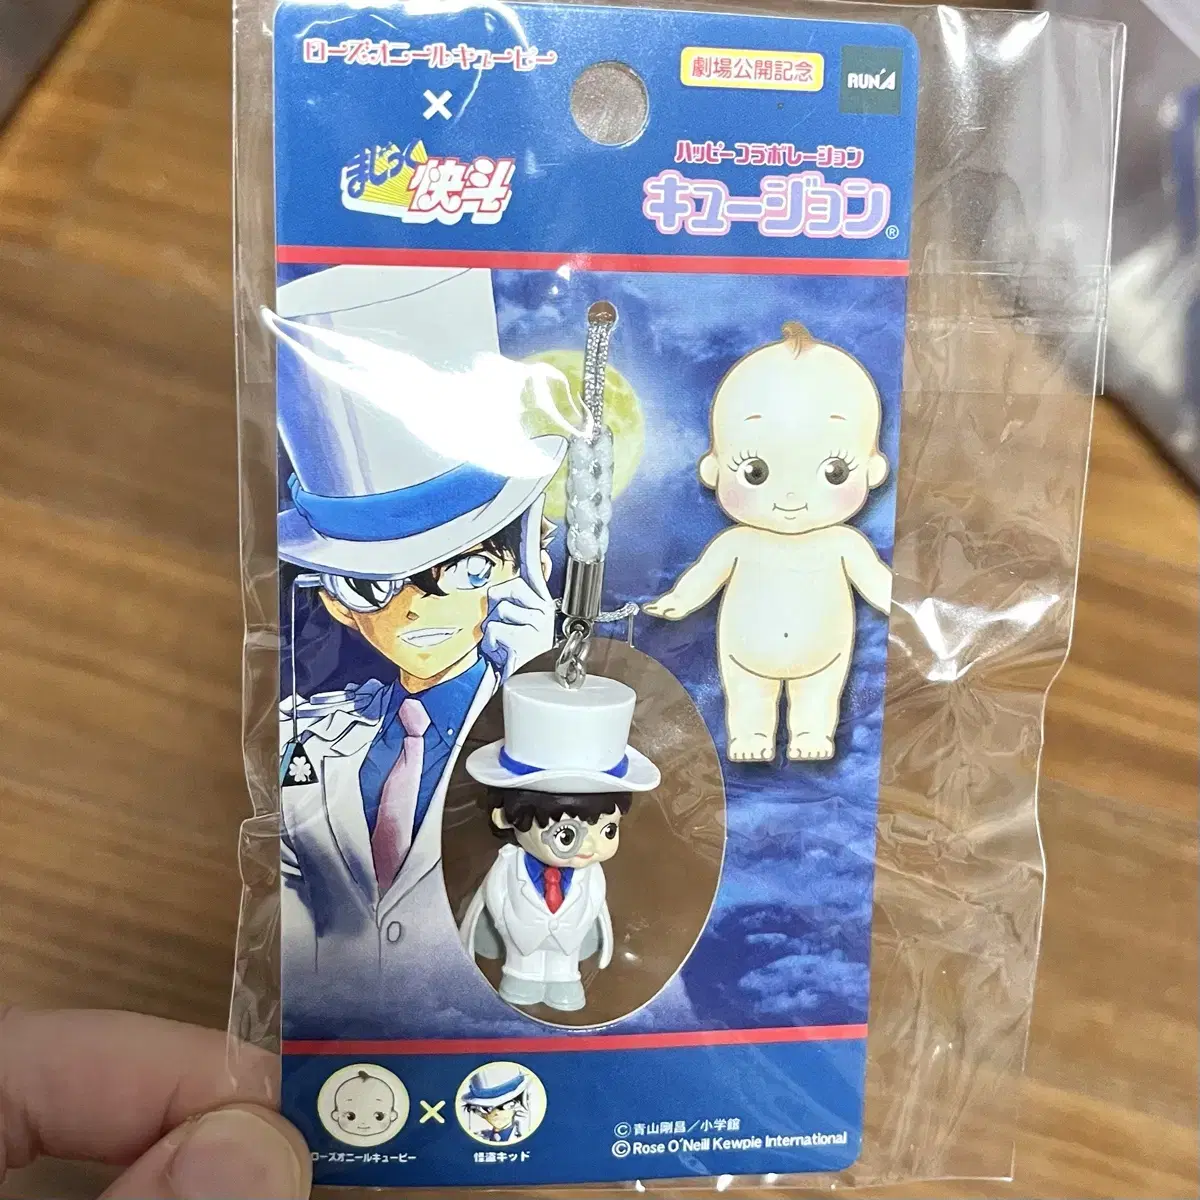 ローズオニールキューピー
×
まじっく快斗
劇場公開記念
RUN'A
ハッピーコラボレーション
キュージョン®
×
ローズオニールキューピー
怪盗キッド
©青山剛昌/小学館
©Rose O'Neill Kewpie International